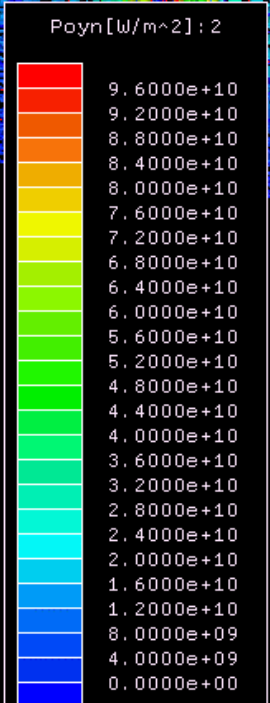 Poyn[W/m^2]:2
9.6000e+10
9.2000e+10
8.8000e+10
8.4000e+10
8.0000e+10
7.6000e+10
7.2000e+10
6.8000e+10
6.4000e+10
6.0000e+10
5.6000e+10
5.2000e+10
4.8000e+10
4.4000e+10
4.0000e+10
3.6000e+10
3.2000e+10
2.8000e+10
2.4000e+10
2.0000e+10
1.6000e+10
1.2000e+10
8.0000e+09
4.0000e+09
0.0000e+00